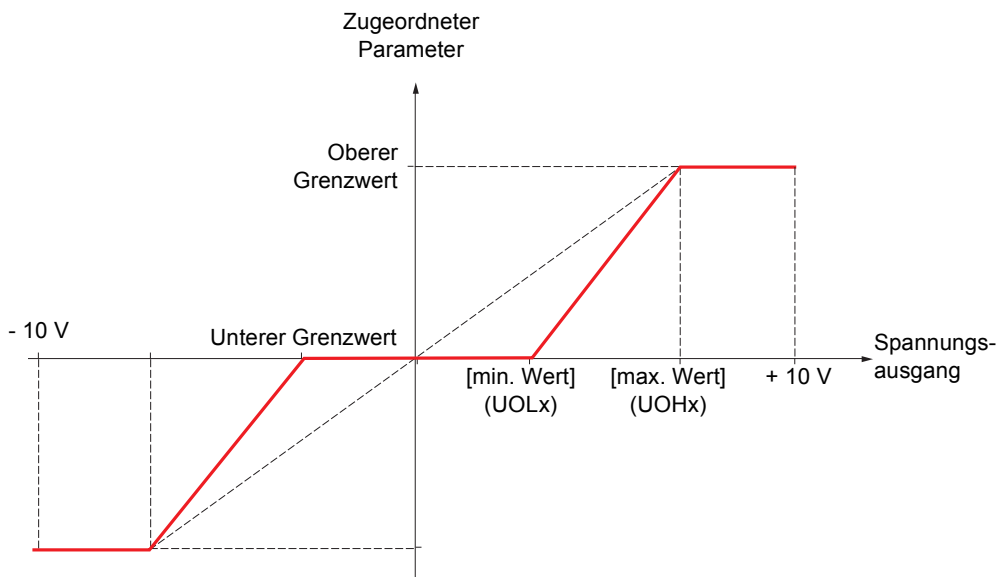 Zugeordneter
Parameter
Oberer
Grenzwert
- 10 V
Unterer Grenzwert
[min. Wert]
(UOLx)
[max. Wert]
(UOHx)
+ 10 V
Spannungs-
ausgang